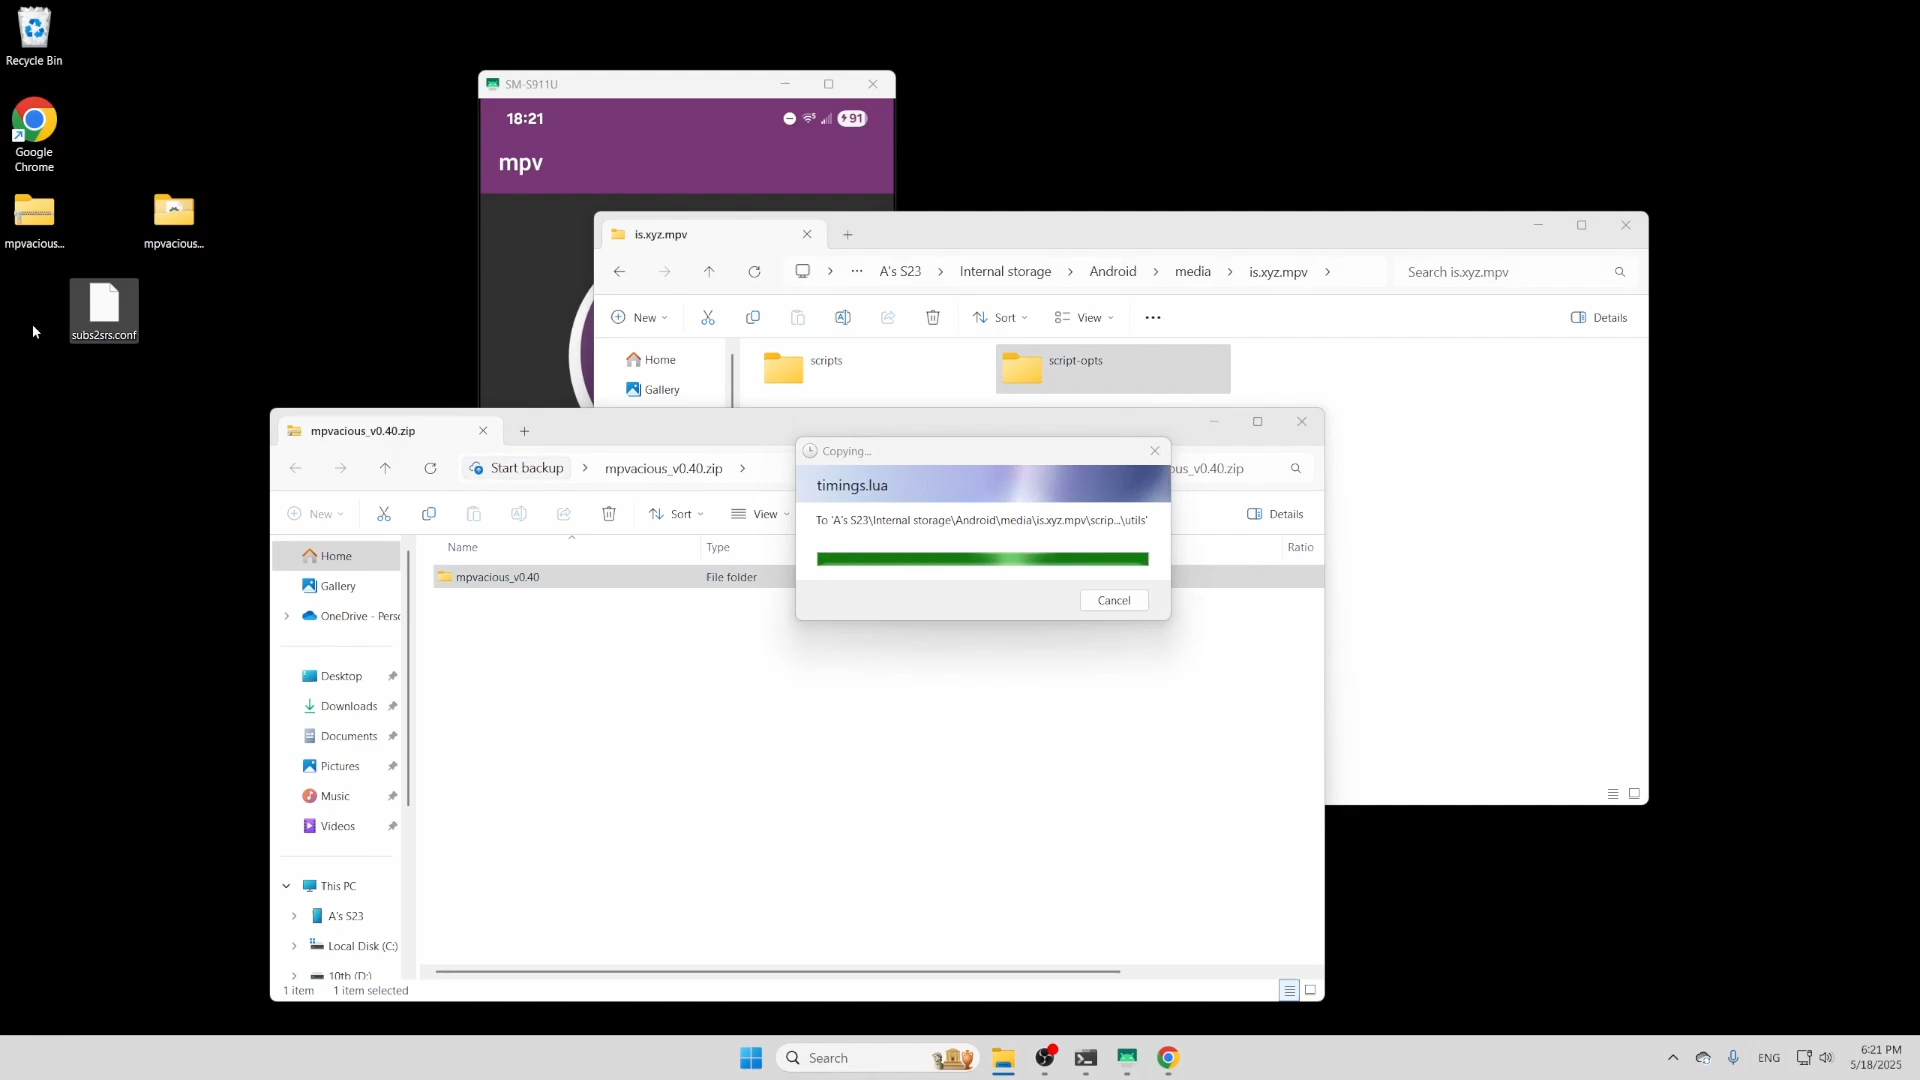 Recycle Bin
Google
Chrome
mpvacious...
mpvacious...
subs2srs.conf
SM-S911U
18:21
91
mpv
is.xyz.mpv
A's S23
Internal storage
Android
media
is.xyz.mpv
Search is.xyz.mpv
New
Sort
View
Details
Home
Gallery
scripts
script-opts
mpvacious_v0.40.zip
Start backup
mpvacious_v0.40.zip
ous_v0.40.zip
New
Sort
View
Details
Home
Gallery
OneDrive - Persc
Desktop
Downloads
Documents
Pictures
Music
Videos
This PC
A's S23
Local Disk (C:)
10th (D:)
Name
Type
Ratio
mpvacious_v0.40
File folder
Copying...
timings.lua
To 'A's S23\Internal storage\Android\media\is.xyz.mpv\scrip...\utils'
Cancel
1 item
1 item selected
Search
ENG
6:21 PM
5/18/2025